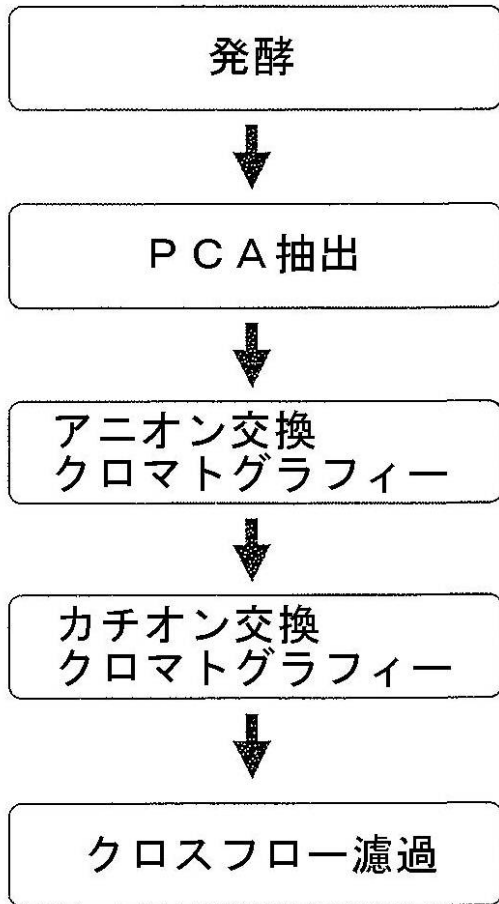 発酵
ＰＣＡ抽出
アニオン交換
クロマトグラフィー
カチオン交換
クロマトグラフィー
クロスフロー濾過